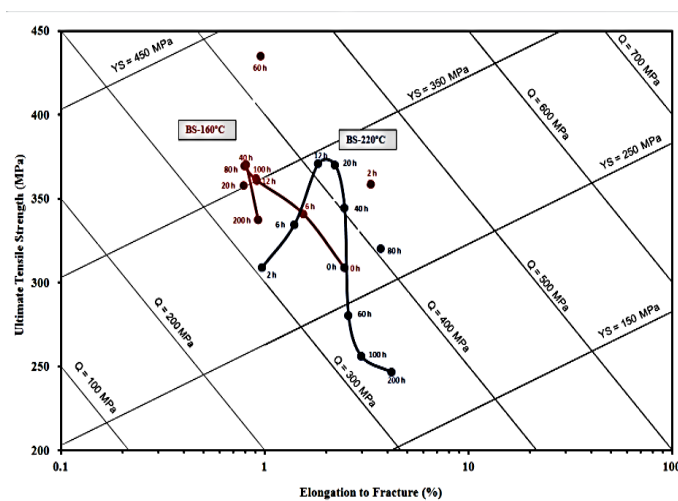 450
400
350
300
250
200
Ultimate Tensile Strength (MPa)
0.1
1
10
100
Elongation to Fracture (%)
YS = 450 MPa
YS = 350 MPa
YS = 250 MPa
YS = 150 MPa
Q = 700 MPa
Q = 600 MPa
Q = 500 MPa
Q = 400 MPa
Q = 300 MPa
Q = 200 MPa
Q = 100 MPa
BS-160°C
BS-220°C
60 h
40 h
80 h
100 h
12 h
20 h
200 h
6 h
0 h
2 h
12 h
20 h
40 h
6 h
2 h
0 h
80 h
60 h
100 h
200 h